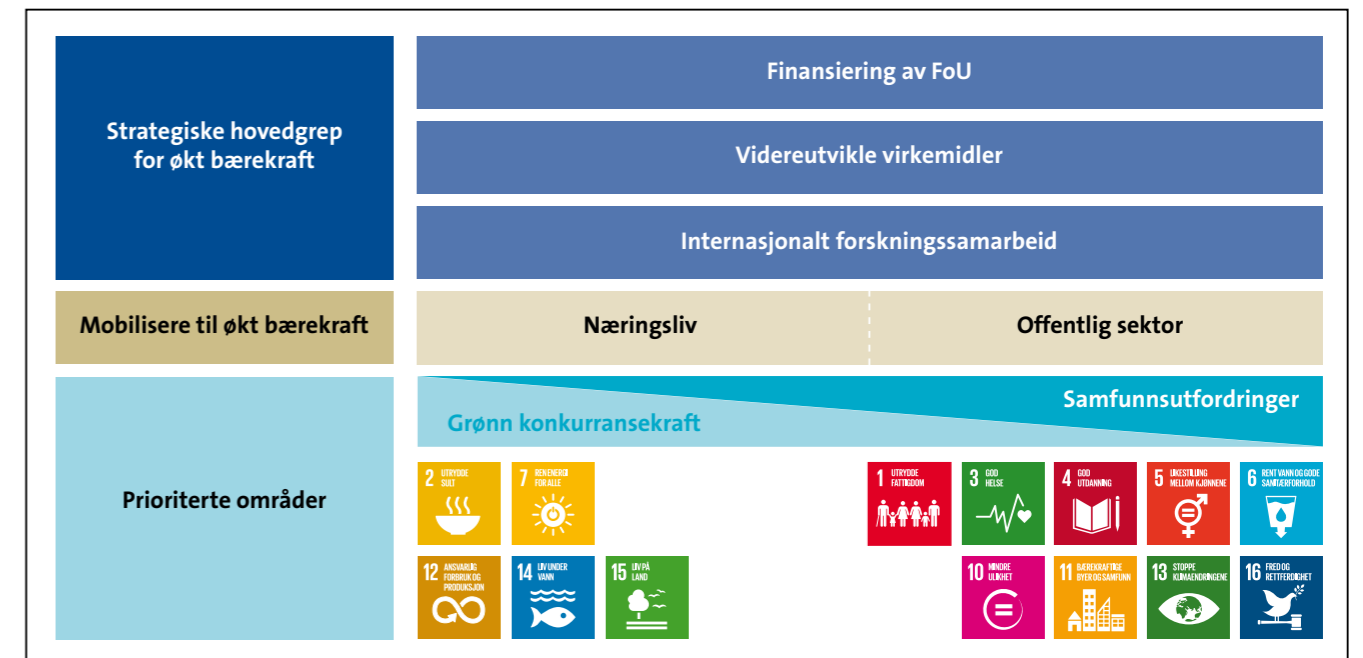 Strategiske hovedgrep
for økt bærekraft
Finansiering av FoU
Videreutvikle virkemidler
Internasjonalt forskningssamarbeid
Mobilisere til økt bærekraft
Næringsliv
Offentlig sektor
Prioriterte områder
Grønn konkurransekraft
Samfunnsutfordringer
2 UTRYDDE
SULT
7 REN ENERGI
FOR ALLE
1 UTRYDDE
FATTIGDOM
3 GOD
HELSE
4 GOD
UTDANNING
5 LIKESTILLING
MELLOM KJØNNENE
6 RENT VANN OG GODE
SANITÆRFORHOLD
12 ANSVARLIG
FORBRUK OG
PRODUKSJON
14 LIV UNDER
VANN
15 LIV PÅ
LAND
10 MINDRE
ULIKHET
11 BÆREKRAFTIGE
BYER OG SAMFUNN
13 STOPPE
KLIMAENDRINGENE
16 FRED OG
RETTFERDIGHET